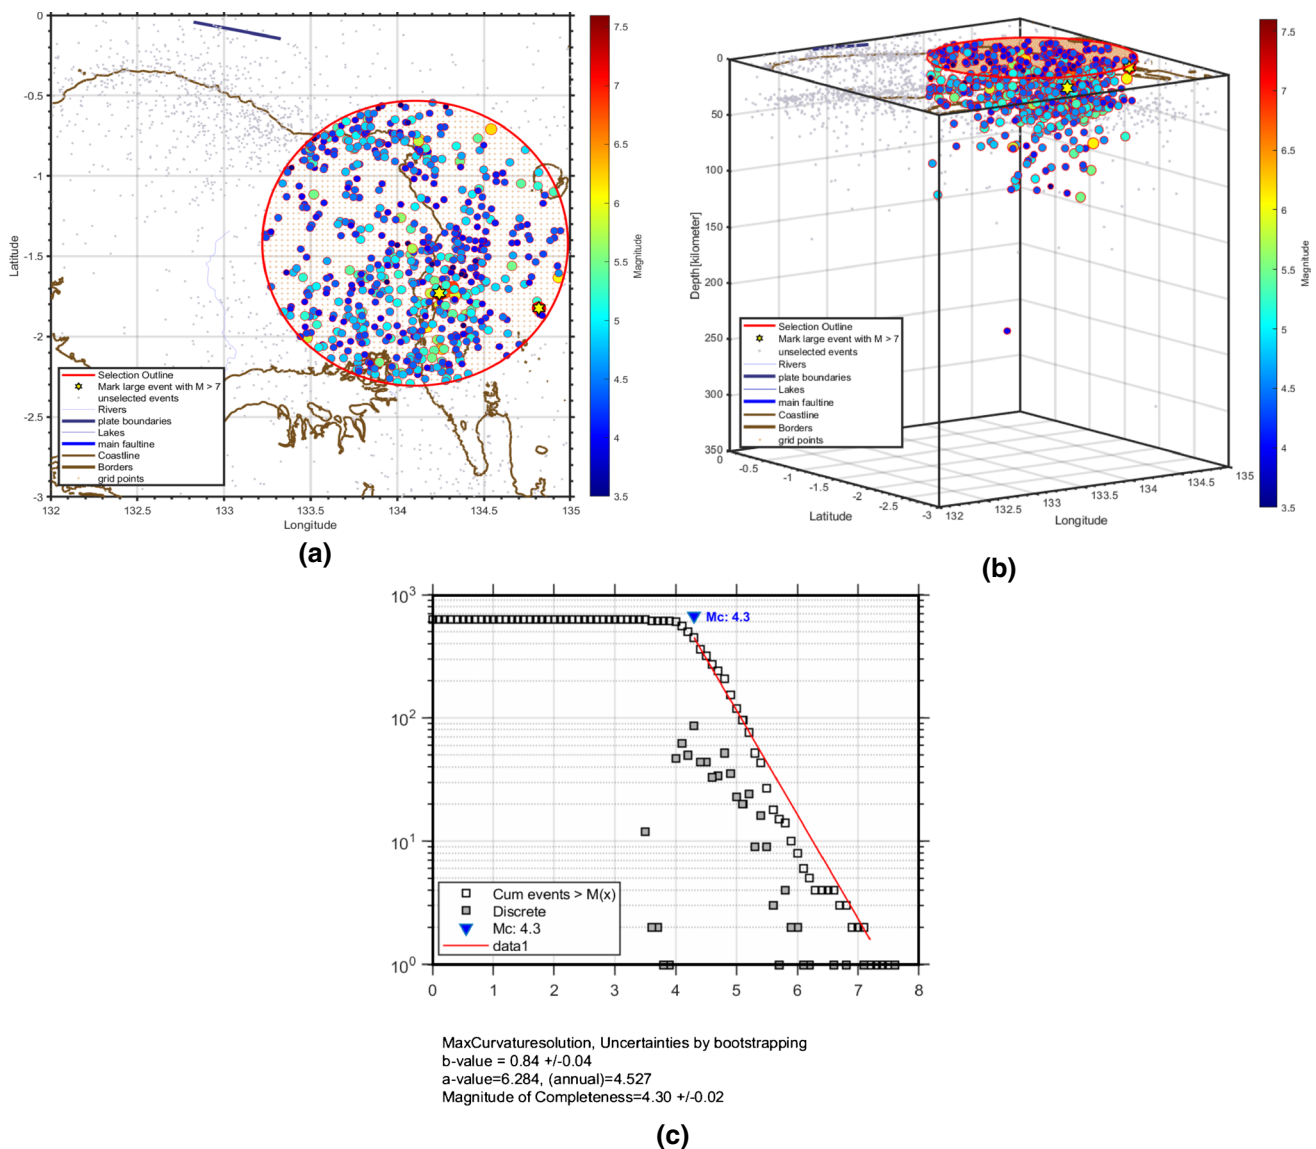 0
-0.5
-1
-1.5
-2
-2.5
-3
Latitude
132
132.5
133
133.5
134
134.5
135
Longitude
Selection Outline
Mark large event with M > 7
unselected events
Rivers
plate boundaries
Lakes
main faultine
Coastline
Borders
grid points
7.5
7
6.5
6
5.5
5
4.5
4
3.5
Magnitude
(a)
0
50
100
150
200
250
300
350
Depth[kilometer]
0
-0.5
-1
-1.5
-2
-2.5
-3
Latitude
132
132.5
133
133.5
134
134.5
135
Longitude
Selection Outline
Mark large event with M > 7
unselected events
Rivers
plate boundaries
Lakes
main faultline
Coastline
Borders
grid points
7.5
7
6.5
6
5.5
5
4.5
4
3.5
Magnitude
(b)
10³
10²
10¹
10⁰
Mc: 4.3
Cum events > M(x)
Discrete
Mc: 4.3
data1
0
1
2
3
4
5
6
7
8
MaxCurvaturesolution, Uncertainties by bootstrapping
b-value = 0.84 +/-0.04
a-value=6.284, (annual)=4.527
Magnitude of Completeness=4.30 +/-0.02
(c)